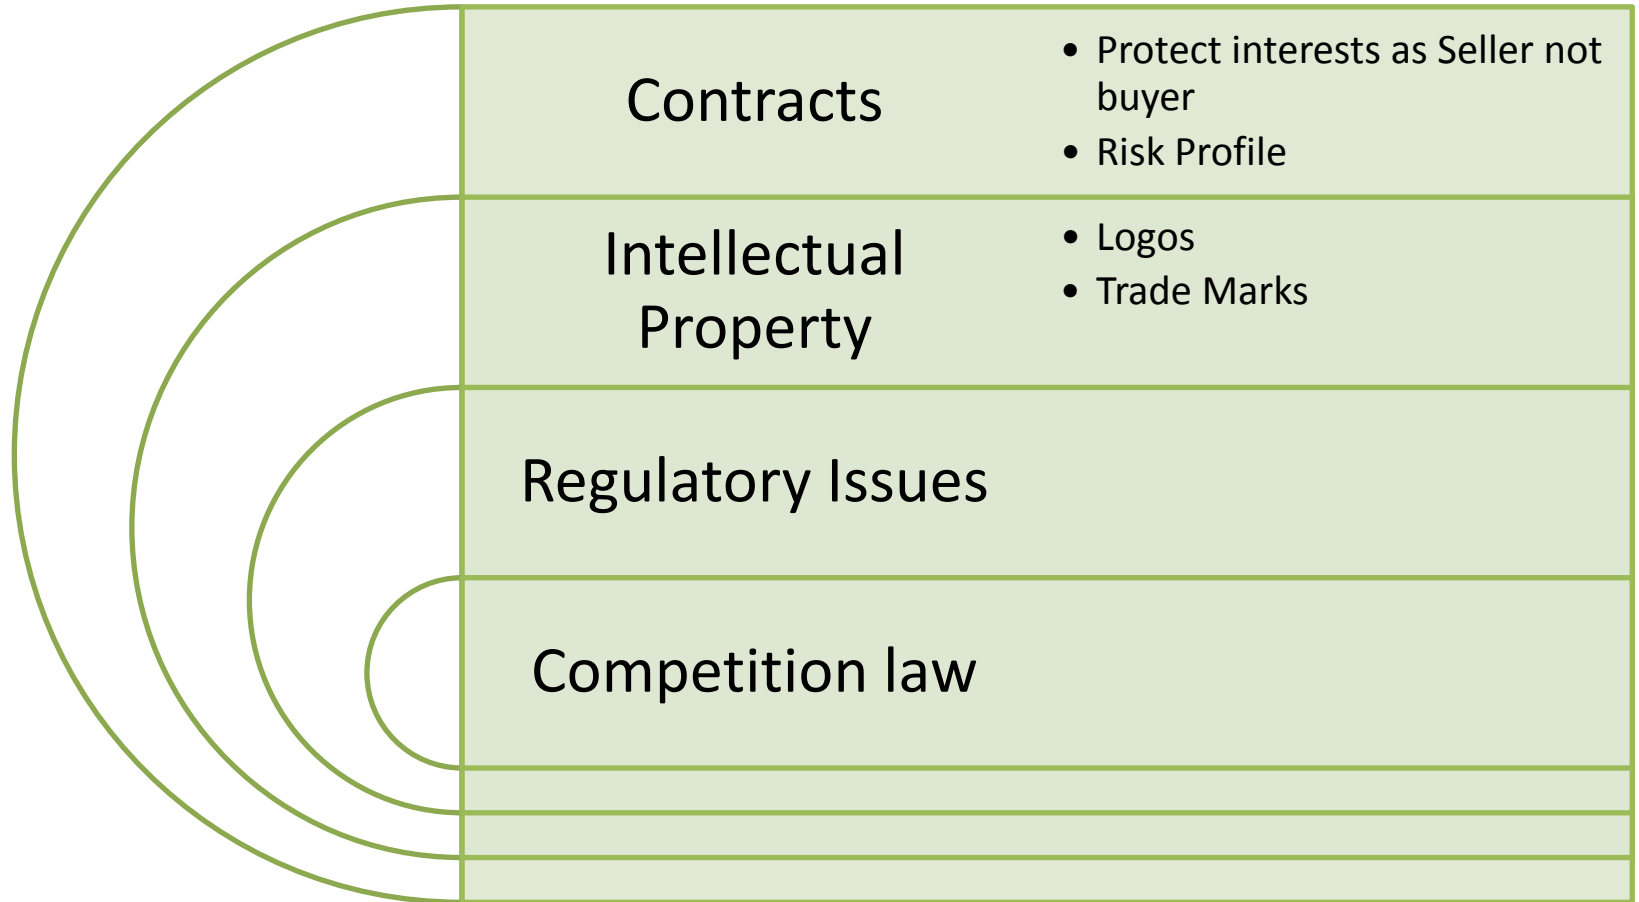 Contracts
• Protect interests as Seller not
buyer
• Risk Profile
Intellectual
Property
• Logos
• Trade Marks
Regulatory Issues
Competition law